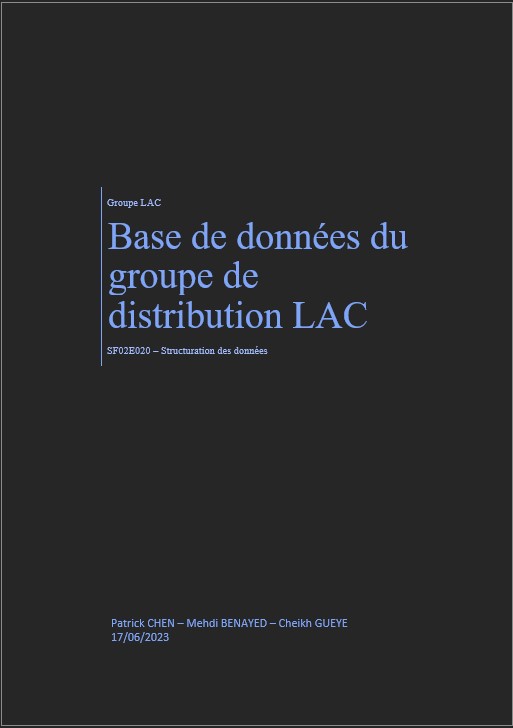 Groupe LAC
Base de données du
groupe de
distribution LAC
SF02E020 – Structuration des données
Patrick CHEN – Mehdi BENAYED – Cheikh GUEYE
17/06/2023